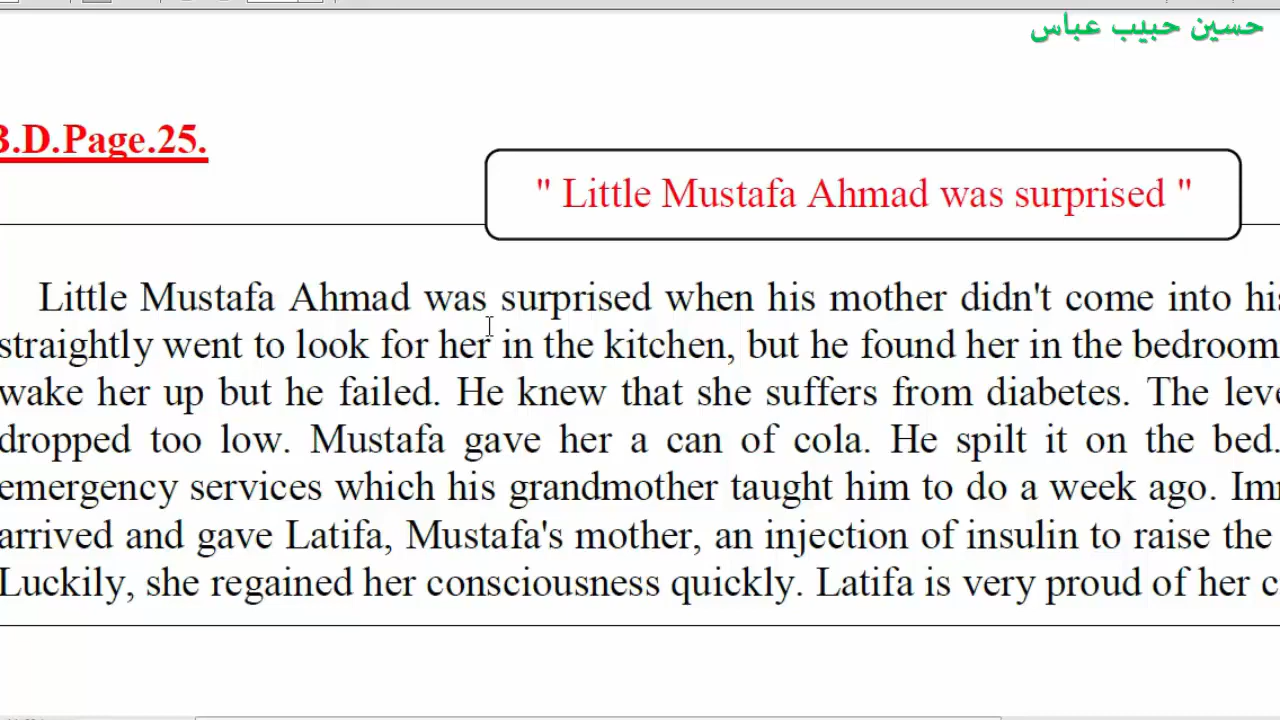 حسين حبيب عباس
B.D.Page.25.
" Little Mustafa Ahmad was surprised "
Little Mustafa Ahmad was surprised when his mother didn't come into his
straightly went to look for her in the kitchen, but he found her in the bedroom
wake her up but he failed. He knew that she suffers from diabetes. The
dropped too low. Mustafa gave her a can of cola. He spilt it on the bed.
emergency services which his grandmother taught him to do a week ago.
arrived and gave Latifa, Mustafa's mother, an injection of insulin to raise the
Luckily, she regained her consciousness quickly. Latifa is very proud of her